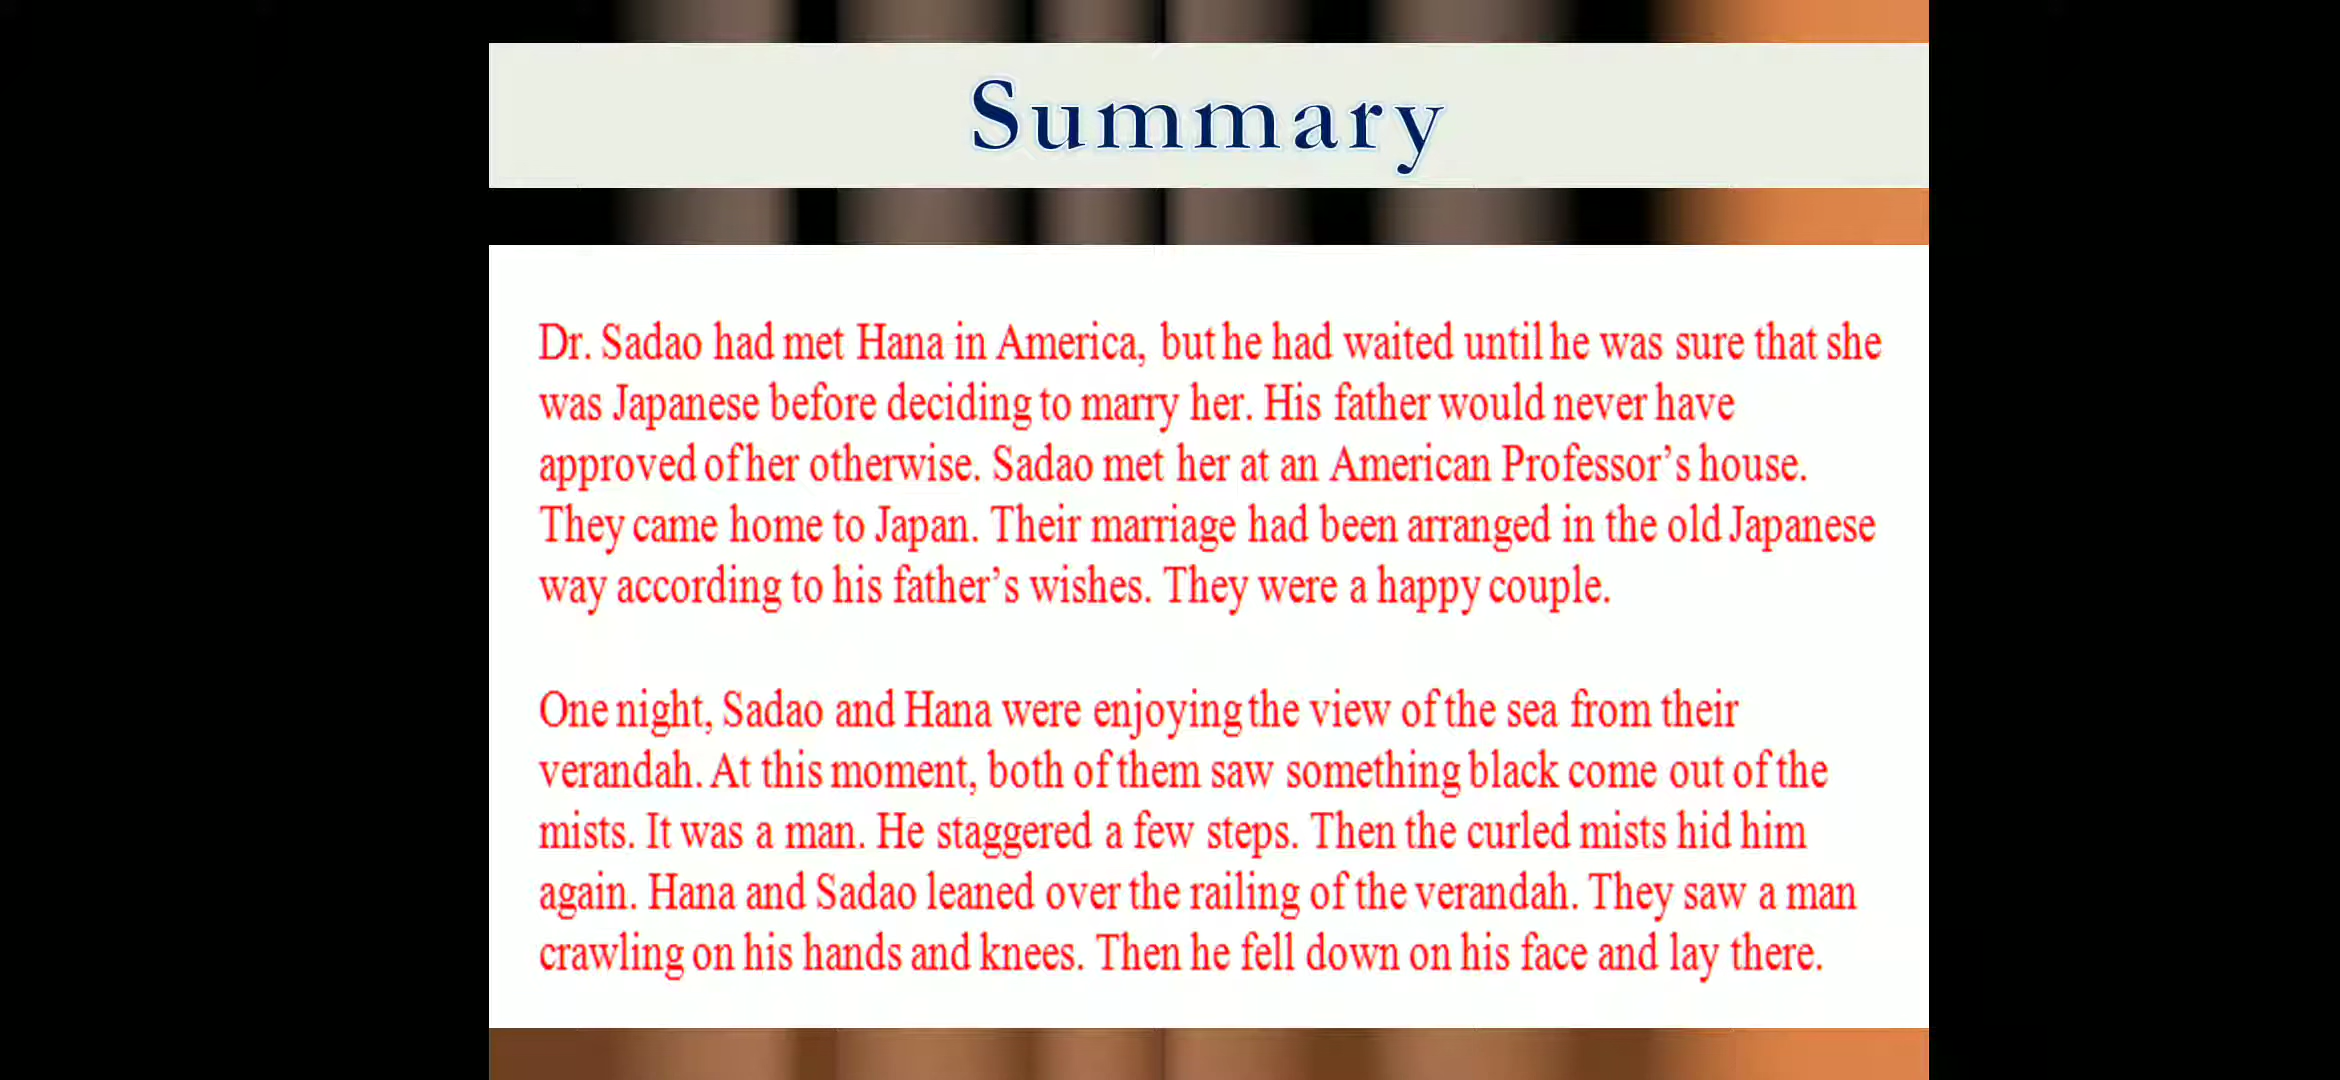 Summary
Dr. Sadao had met Hana in America, but he had waited until he was sure that she
was Japanese before deciding to marry her. His father would never have
approved of her otherwise. Sadao met her at an American Professor’s house.
They came home to Japan. Their marriage had been arranged in the old Japanese
way according to his father’s wishes. They were a happy couple.
One night, Sadao and Hana were enjoying the view of the sea from their
verandah. At this moment, both of them saw something black come out of the
mists. It was a man. He staggered a few steps. Then the curled mists hid him
again. Hana and Sadao leaned over the railing of the verandah. They saw a man
crawling on his hands and knees. Then he fell down on his face and lay there.